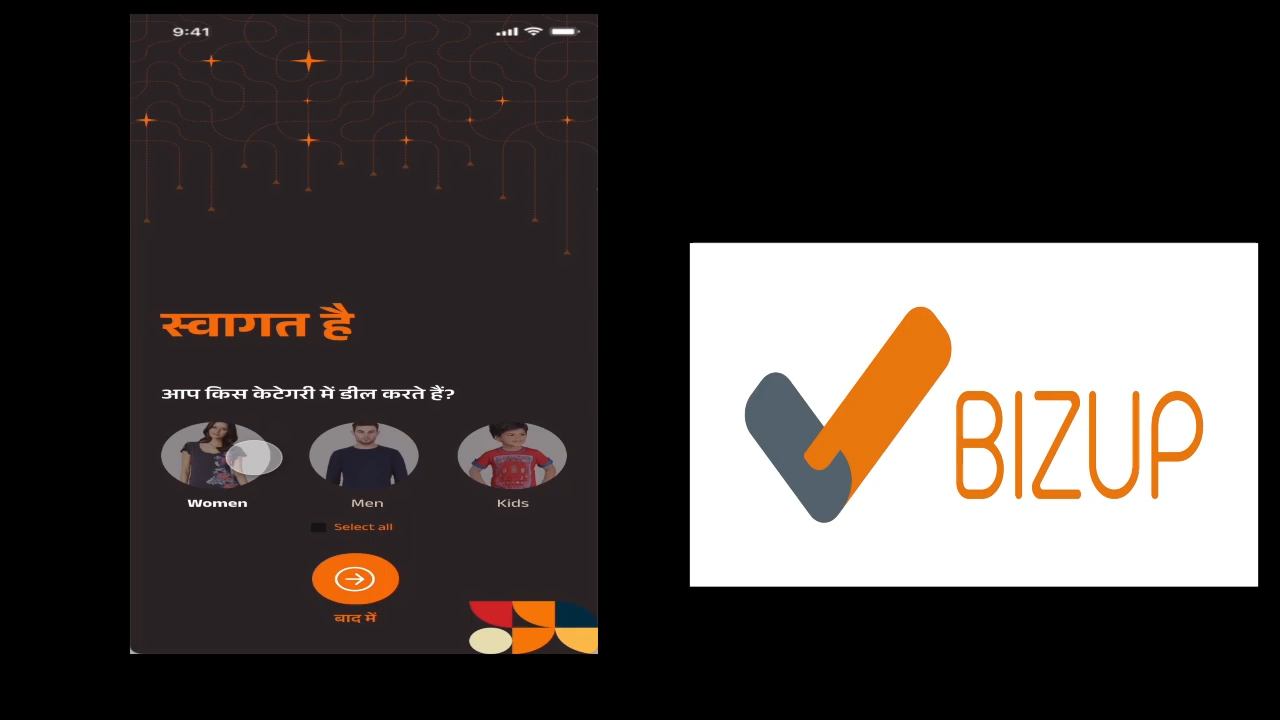 9:41
स्वागत है
आप किस केटेगरी में डील करते हैं?
Women Men Kids
Select all
बाद में
BIZUP